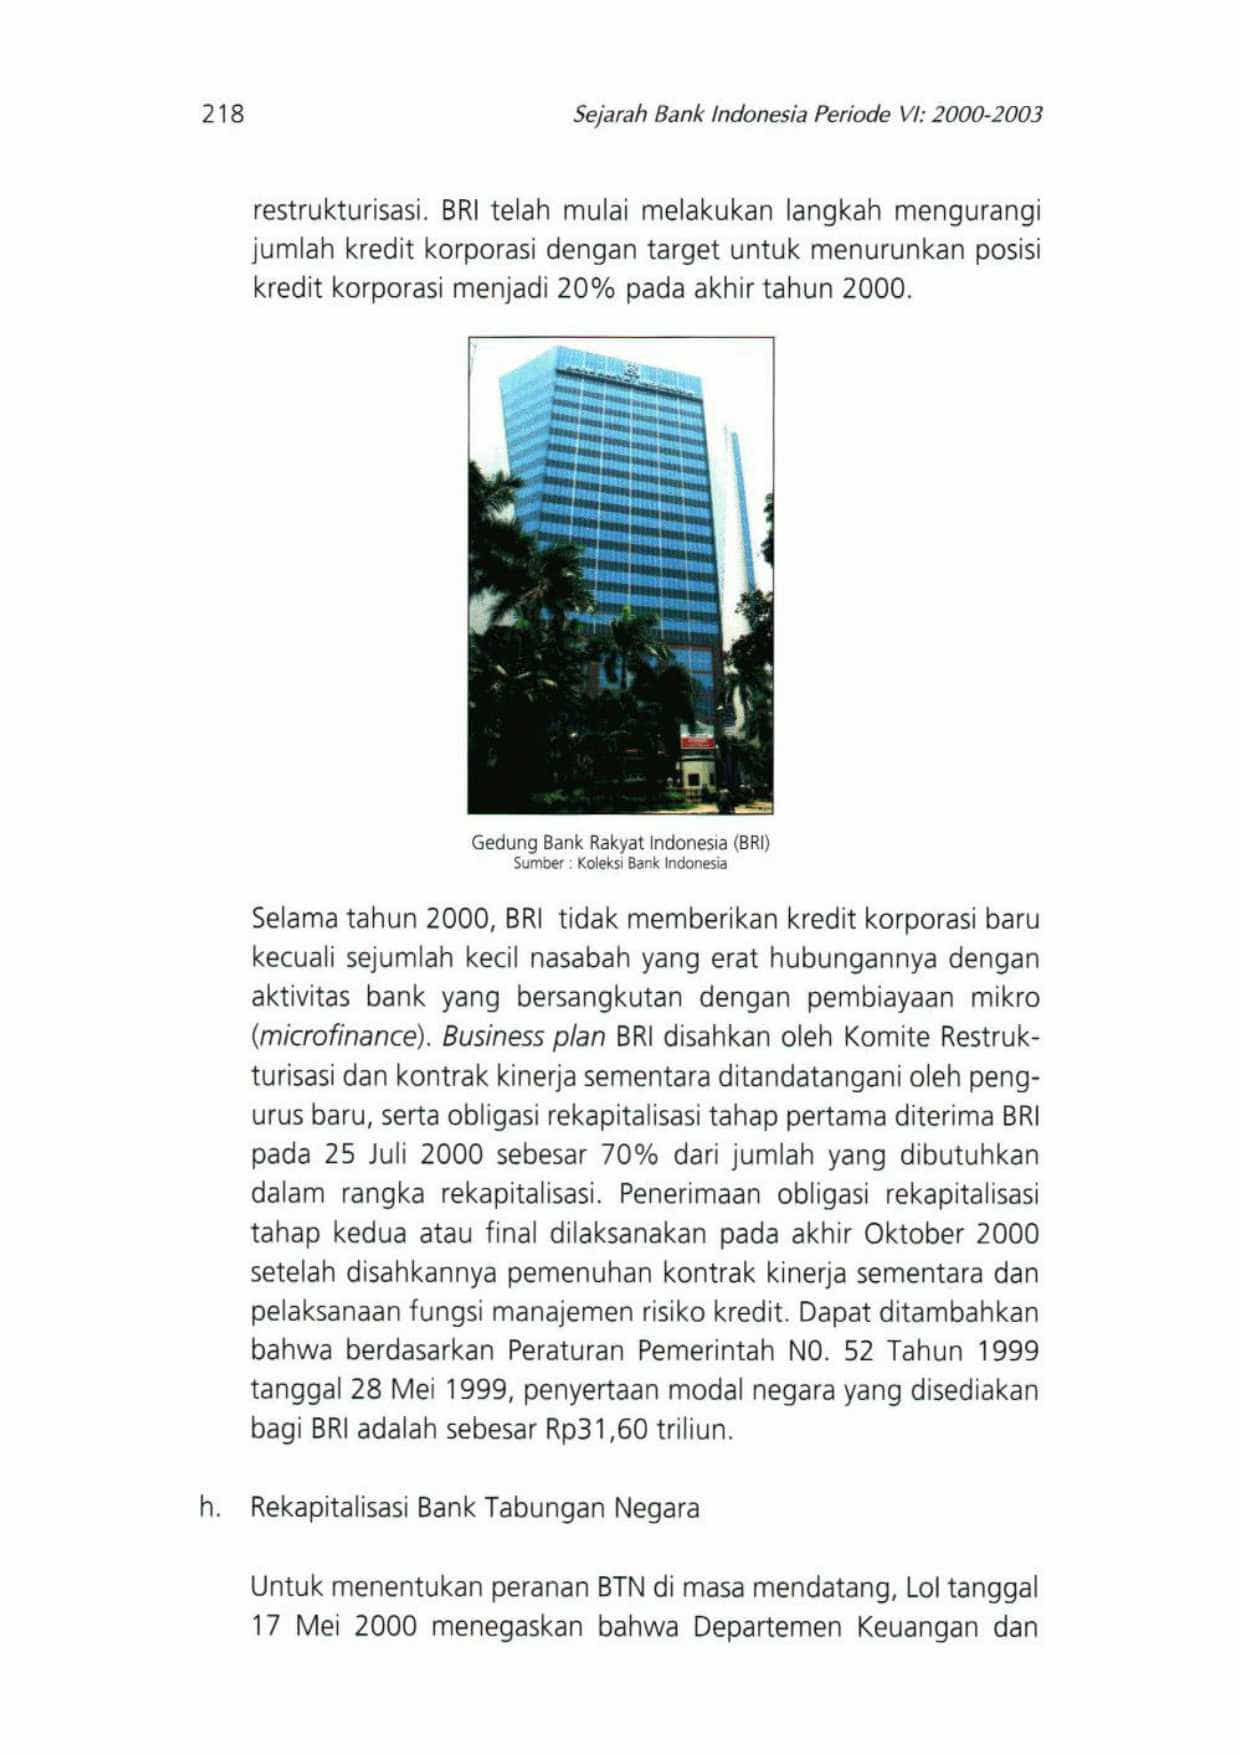 218
Sejarah Bank Indonesia Periode VI: 2000-2003
restrukturisasi. BRI telah mulai melakukan langkah mengurangi
jumlah kredit korporasi dengan target untuk menurunkan posisi
kredit korporasi menjadi 20% pada akhir tahun 2000.
Gedung Bank Rakyat Indonesia (BRI)
Sumber : Koleksi Bank Indonesia
Selama tahun 2000, BRI tidak memberikan kredit korporasi baru
kecuali sejumlah kecil nasabah yang erat hubungannya dengan
aktivitas bank yang bersangkutan dengan pembiayaan mikro
(microfinance). Business plan BRI disahkan oleh Komite Restruk-
turisasi dan kontrak kinerja sementara ditandatangani oleh peng-
urus baru, serta obligasi rekapitalisasi tahap pertama diterima BRI
pada 25 Juli 2000 sebesar 70% dari jumlah yang dibutuhkan
dalam rangka rekapitalisasi. Penerimaan obligasi rekapitalisasi
tahap kedua atau final dilaksanakan pada akhir Oktober 2000
setelah disahkannya pemenuhan kontrak kinerja sementara dan
pelaksanaan fungsi manajemen risiko kredit. Dapat ditambahkan
bahwa berdasarkan Peraturan Pemerintah N0. 52 Tahun 1999
tanggal 28 Mei 1999, penyertaan modal negara yang disediakan
bagi BRI adalah sebesar Rp31,60 triliun.
h. Rekapitalisasi Bank Tabungan Negara
Untuk menentukan peranan BTN di masa mendatang, LoI tanggal
17 Mei 2000 menegaskan bahwa Departemen Keuangan dan